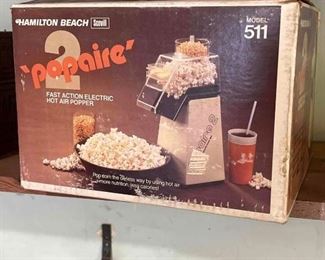 HAMILTON BEACH Scovill
MODEL
511
'popaire' 2
FAST ACTION ELECTRIC
HOT AIR POPPER
Pop corn the oilless way by using hot air
...more nutrition, less calories!